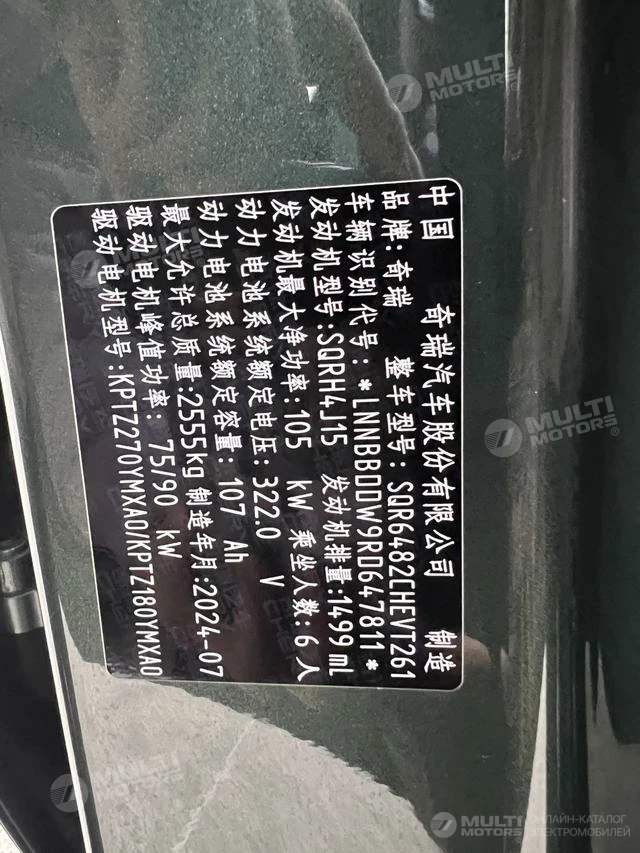 中国 奇瑞汽车股份有限公司 制造
品牌:奇瑞 整车型号:SQR6482CHEVT261
车辆识别代号:*LNNBBDDW9RD647811*
发动机型号:SQRH4J15 发动机排量:1499 mL
发动机最大净功率:105 kW 乘坐人数:6人
动力电池系统额定电压:322.0 V
动力电池系统额定容量:107 Ah
最大允许总质量:2555kg 制造年月:2024-07
驱动电机峰值功率: 75/90 kW
驱动电机型号:KPTZ270YMXA0/KPTZ180YMXA0
MULTI MOTORS®
MULTI MOTORS®
MULTI MOTORS®
MULTI MOTORS®
MULTI MOTORS® ОНЛАЙН-КАТАЛОГ ЭЛЕКТРОМОБИЛЕЙ